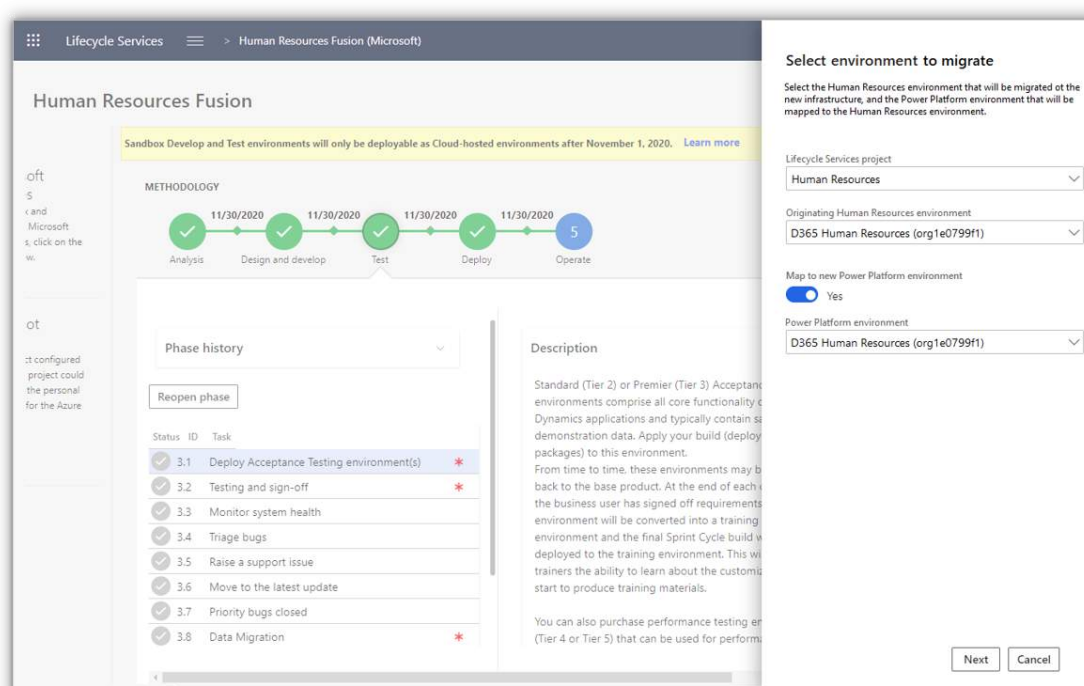 Lifecycle Services > Human Resources Fusion (Microsoft)
Human Resources Fusion
Sandbox Develop and Test environments will only be deployable as Cloud-hosted environments after November 1, 2020. Learn more
oft
S
and
Microsoft
s, click on the
w.
ot
ct configured
project could
the personal
for the Azure
METHODOLOGY
11/30/2020 11/30/2020 11/30/2020 11/30/2020
5
Analysis Design and develop Test Deploy Operate
Phase history
Reopen phase
Status ID Task
3.1 Deploy Acceptance Testing environment(s) *
3.2 Testing and sign-off *
3.3 Monitor system health
3.4 Triage bugs
3.5 Raise a support issue
3.6 Move to the latest update
3.7 Priority bugs closed
3.8 Data Migration *
Description
Standard (Tier 2) or Premier (Tier 3) Acceptanc
environments comprise all core functionality
Dynamics applications and typically contain sa
demonstration data. Apply your build (deploy
packages) to this environment.
From time to time, these environments may b
back to the base product. At the end of each
the business user has signed off requirements
environment will be converted into a training
environment and the final Sprint Cycle build w
deployed to the training environment. This wi
trainers the ability to learn about the customiz
start to produce training materials.
You can also purchase performance testing en
(Tier 4 or Tier 5) that can be used for perform
Select environment to migrate
Select the Human Resources environment that will be migrated ot the
new infrastructure, and the Power Platform environment that will be
mapped to the Human Resources environment.
Lifecycle Services project
Human Resources
Originating Human Resources environment
D365 Human Resources (org1e0799f1)
Map to new Power Platform environment
Yes
Power Platform environment
D365 Human Resources (org1e0799f1)
Next Cancel